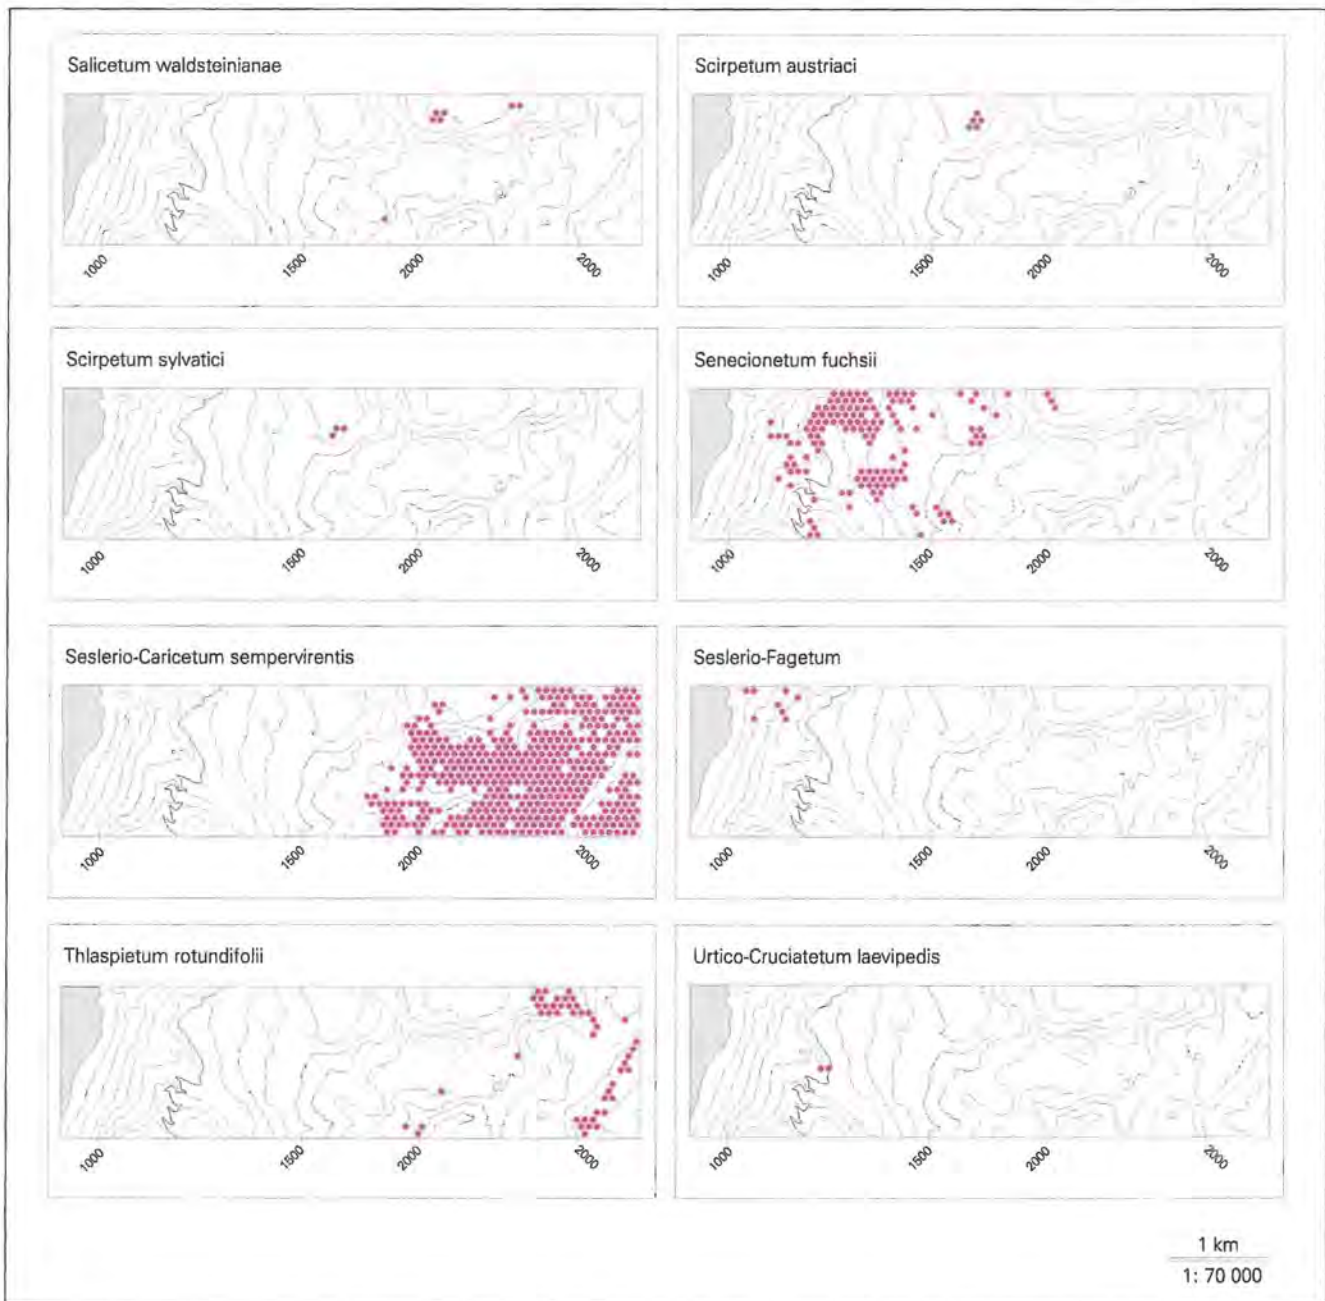 Salicetum waldsteinianae
1000 1500 2000 2000
Scirpetum austriaci
1000 1500 2000 2000
Scirpetum sylvatici
1000 1500 2000 2000
Senecionetum fuchsii
1000 1500 2000 2000
Seslerio-Caricetum sempervirentis
1000 1500 2000 2000
Seslerio-Fagetum
1000 1500 2000 2000
Thlaspietum rotundifolii
1000 1500 2000 2000
Urtico-Cruciatetum laevipedis
1000 1500 2000 2000
1 km
1: 70 000